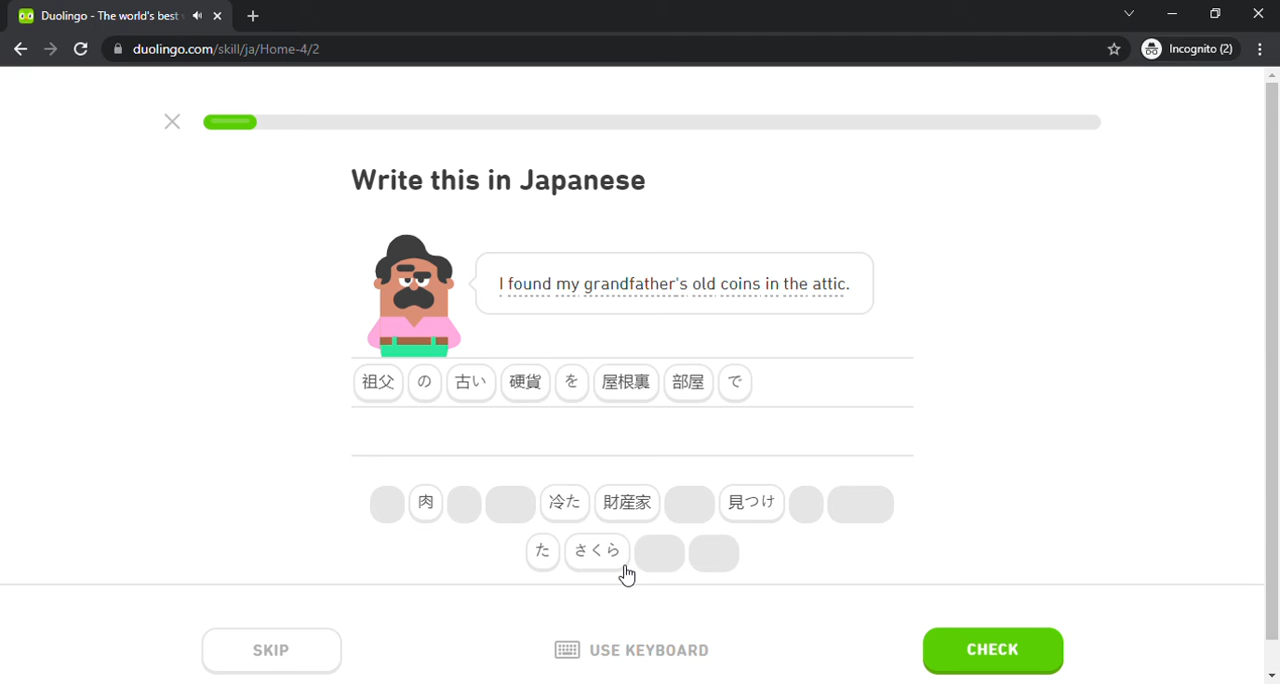 Duolingo - The world's best
duolingo.com/skill/ja/Home-4/2
Incognito (2)
Write this in Japanese
I found my grandfather's old coins in the attic.
祖父 の 古い 硬貨 を 屋根裏 部屋 で
肉 冷た 財産家 見つけ
た さくら
SKIP
USE KEYBOARD
CHECK